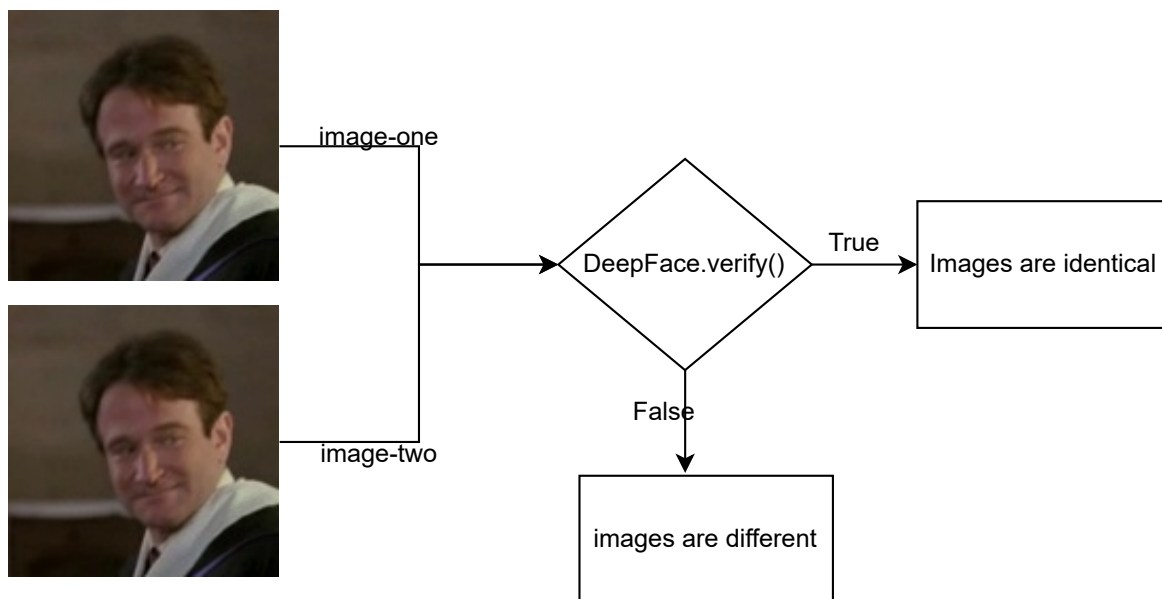 image-one
DeepFace.verify()
True
Images are identical
False
image-two
images are different